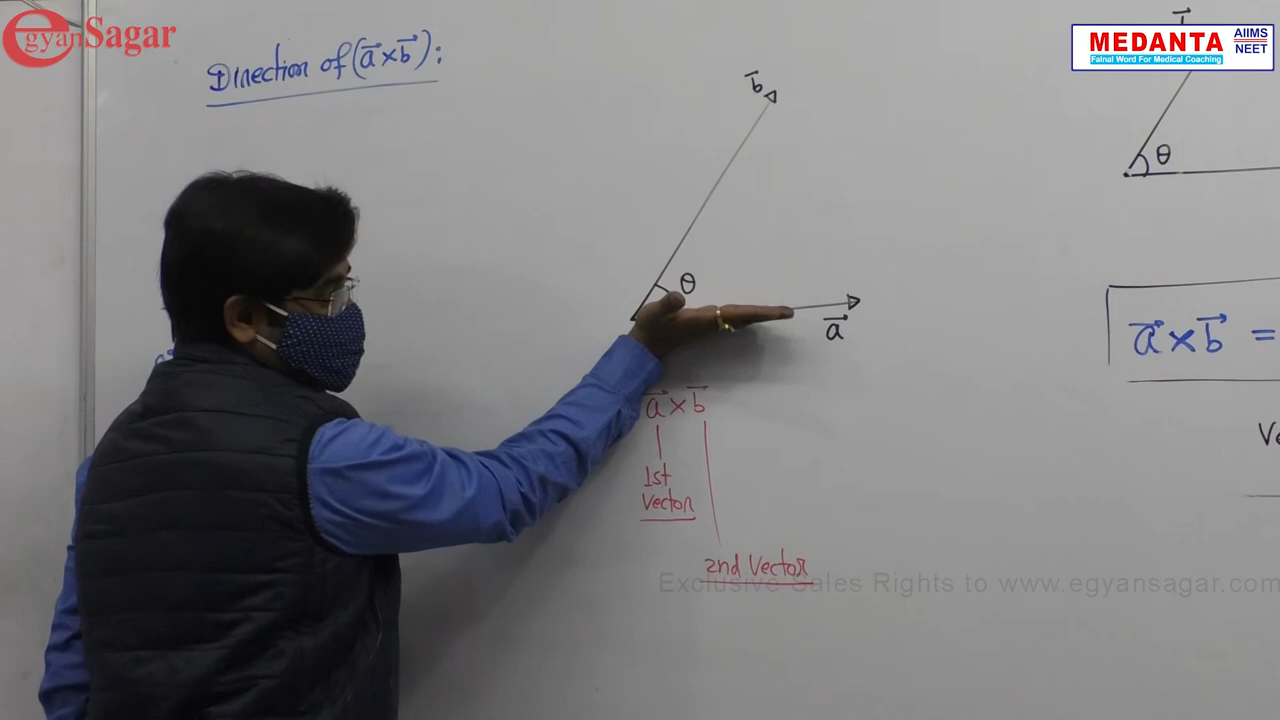 egyanSagar
MEDANTA
AIIMS
NEET
Fainal Word For Medical Coaching
Direction of (a⃗×b⃗):
b⃗
θ
a⃗
θ
a⃗×b⃗ =
a⃗×b⃗
1st
Vector
2nd Vector
Exclusive Sales Rights to www.egyansagar.com